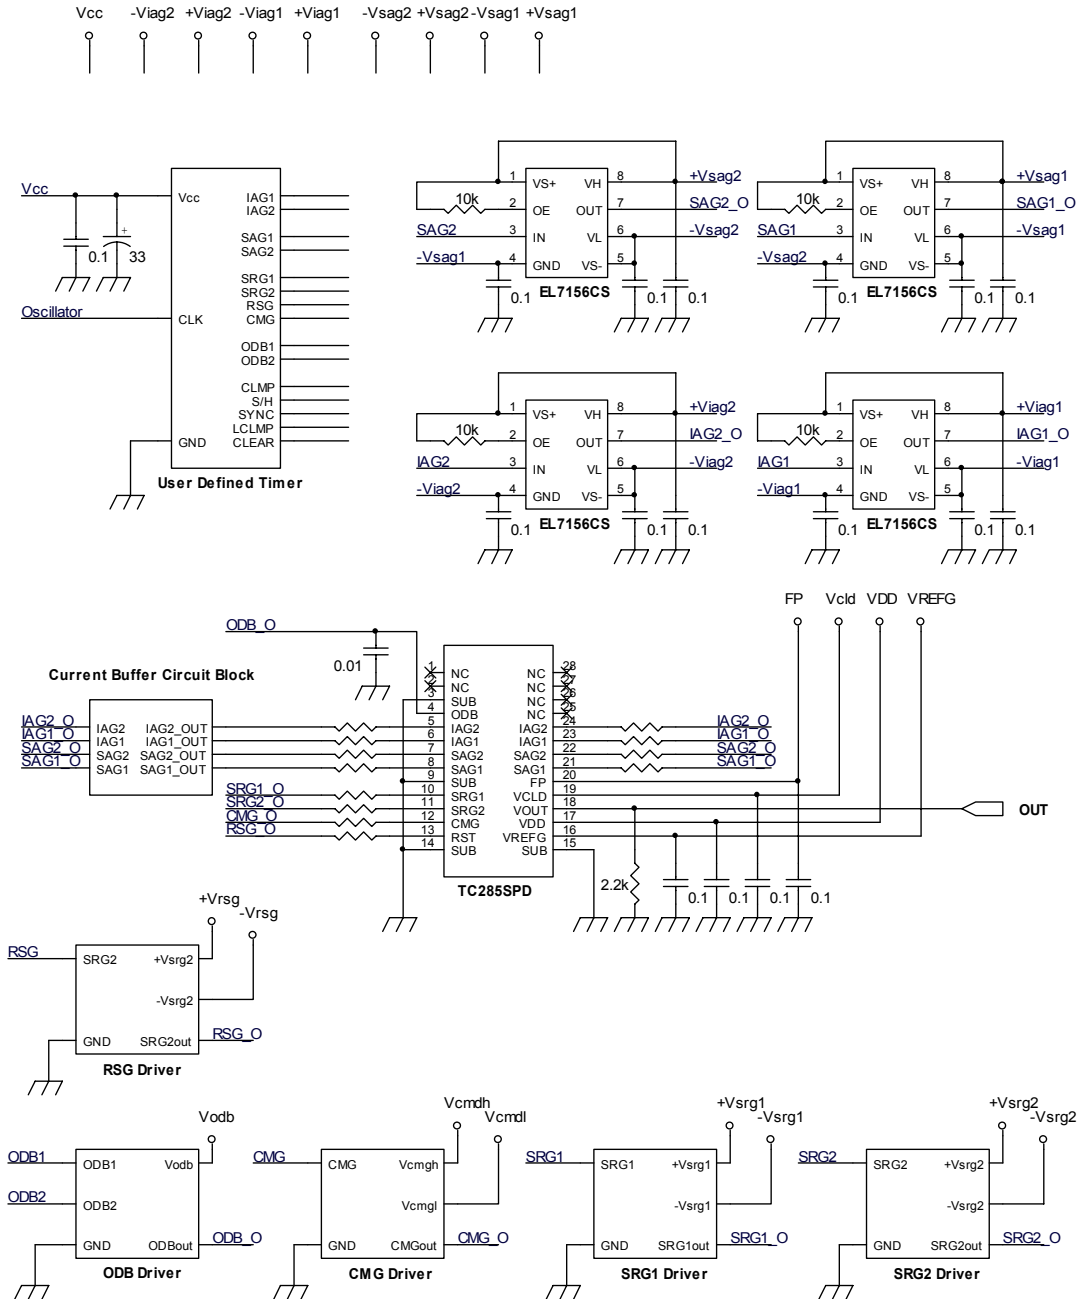 Vcc -Viag2 +Viag2 -Viag1 +Viag1 -Vsag2 +Vsag2 -Vsag1 +Vsag1
Vcc
0.1 33
Oscillator
Vcc IAG1
IAG2
SAG1
SAG2
SRG1
SRG2
RSG
CLK CMG
ODB1
ODB2
CLMP
S/H
SYNC
LCLMP
GND CLEAR
User Defined Timer
1 VS+ VH 8 +Vsag2
10k 2 OE OUT 7 SAG2_O
SAG2 3 IN VL 6 -Vsag2
-Vsag1 4 GND VS- 5
0.1 EL7156CS 0.1 0.1
1 VS+ VH 8 +Vsag1
10k 2 OE OUT 7 SAG1_O
SAG1 3 IN VL 6 -Vsag1
-Vsag2 4 GND VS- 5
0.1 EL7156CS 0.1 0.1
1 VS+ VH 8 +Viag2
10k 2 OE OUT 7 IAG2_O
IAG2 3 IN VL 6 -Viag2
-Viag2 4 GND VS- 5
0.1 EL7156CS 0.1 0.1
1 VS+ VH 8 +Viag1
10k 2 OE OUT 7 IAG1_O
IAG1 3 IN VL 6 -Viag1
-Viag1 4 GND VS- 5
0.1 EL7156CS 0.1 0.1
FP Vcld VDD VREFG
ODB_O
0.01
Current Buffer Circuit Block
IAG2_O IAG2 IAG2_OUT
IAG1_O IAG1 IAG1_OUT
SAG2_O SAG2 SAG2_OUT
SAG1_O SAG1 SAG1_OUT
SRG1_O
SRG2_O
CMG_O
RSG_O
1 NC NC 28
2 NC NC 27
3 SUB NC 26
4 ODB NC 25
5 IAG2 IAG2 24 IAG2_O
6 IAG1 IAG1 23 IAG1_O
7 SAG2 SAG2 22 SAG2_O
8 SAG1 SAG1 21 SAG1_O
9 SUB FP 20
10 SRG1 VCLD 19
11 SRG2 VOUT 18 OUT
12 CMG VDD 17
13 RST VREFG 16
14 SUB SUB 15
TC285SPD
2.2k 0.1 0.1 0.1 0.1
+Vrsg -Vrsg
RSG SRG2 +Vsrg2
-Vsrg2
GND SRG2out RSG_O
RSG Driver
Vodb
ODB1 ODB1 Vodb
ODB2 ODB2
GND ODBout ODB_O
ODB Driver
Vcmdh Vcmdl
CMG CMG Vcmgh
Vcmgl
GND CMGout CMG_O
CMG Driver
+Vsrg1 -Vsrg1
SRG1 SRG1 +Vsrg1
-Vsrg1
GND SRG1out SRG1_O
SRG1 Driver
+Vsrg2 -Vsrg2
SRG2 SRG2 +Vsrg2
-Vsrg2
GND SRG2out SRG2_O
SRG2 Driver